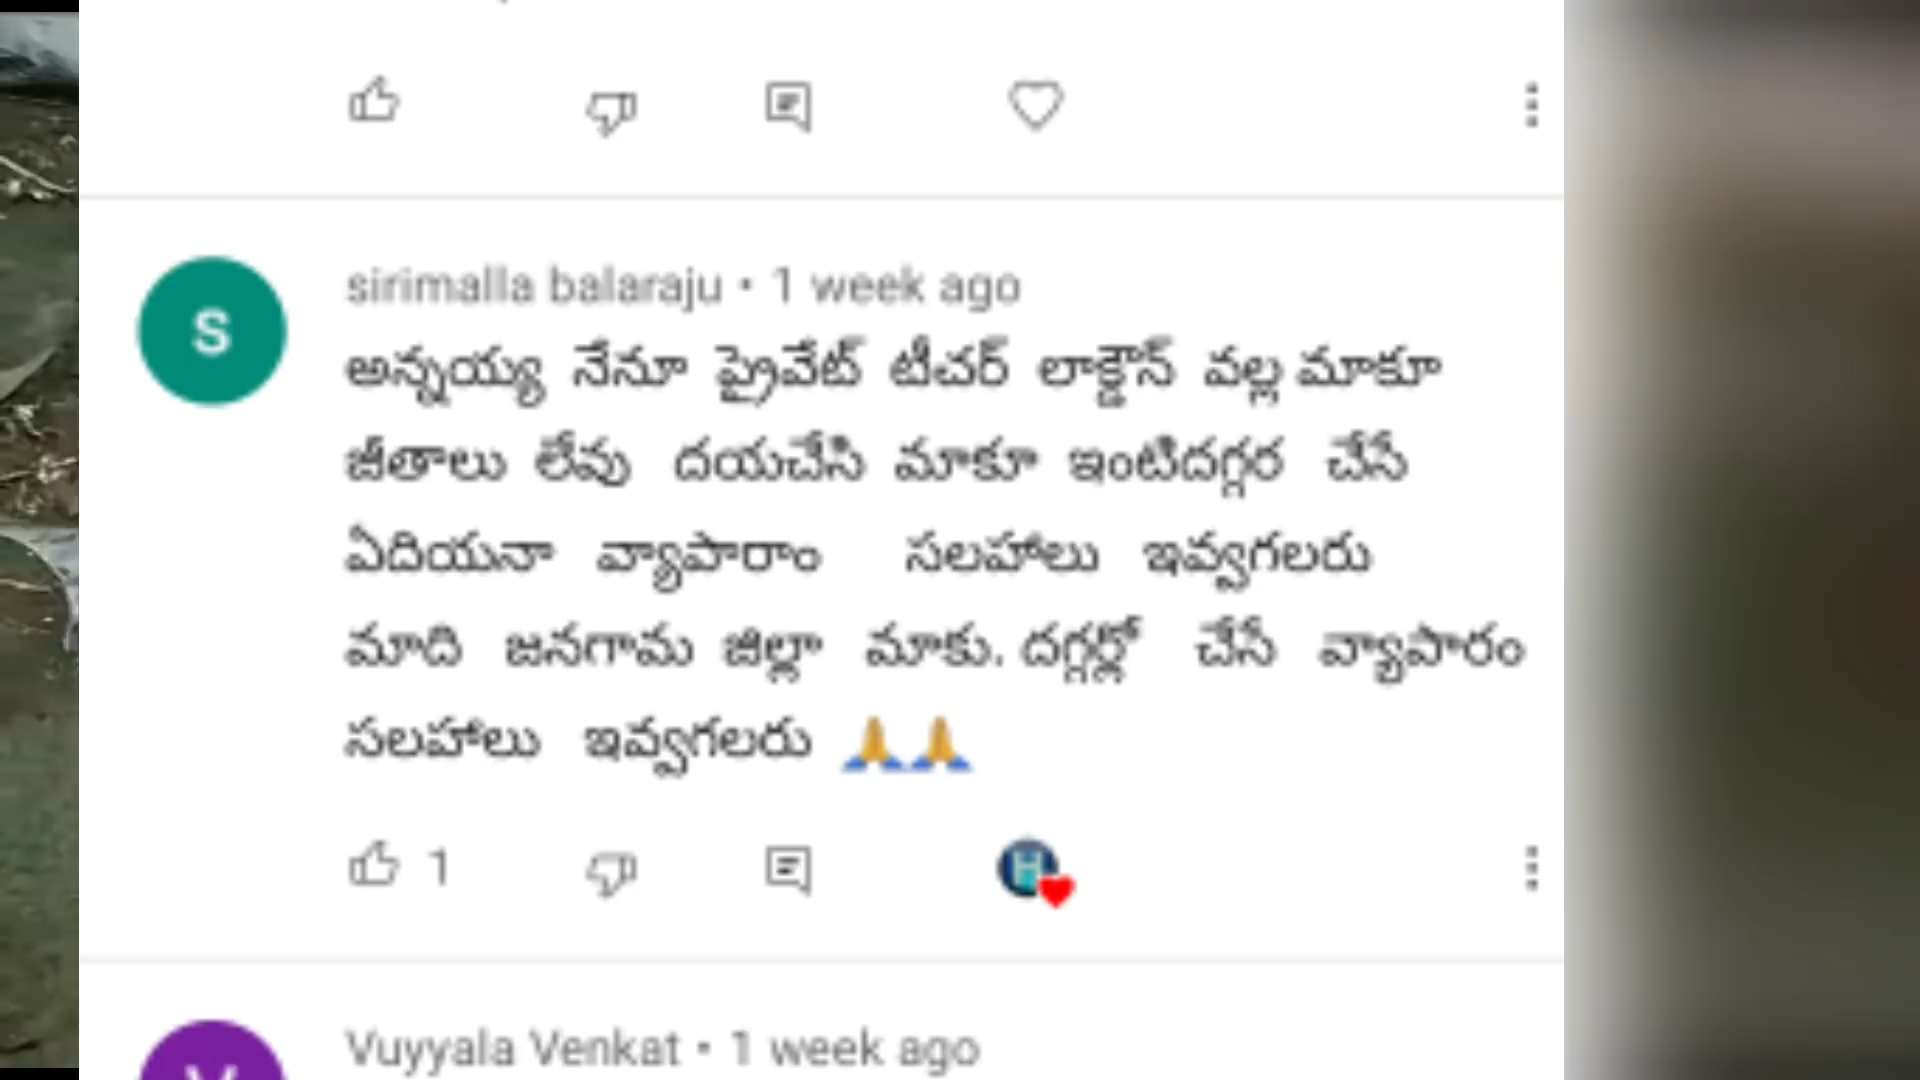 sirimalla balaraju • 1 week ago
అన్నయ్య నేనూ ప్రైవేట్ టీచర్ లాక్డౌన్ వల్ల మాకూ
జీతాలు లేవు దయచేసి మాకూ ఇంటిదగ్గర చేసే
ఏదియనా వ్యాపారాం సలహాలు ఇవ్వగలరు
మాది జనగామ జిల్లా మాకు. దగ్గర్లో చేసే వ్యాపారం
సలహాలు ఇవ్వగలరు 🙏🙏
1
Vuyyala Venkat • 1 week ago